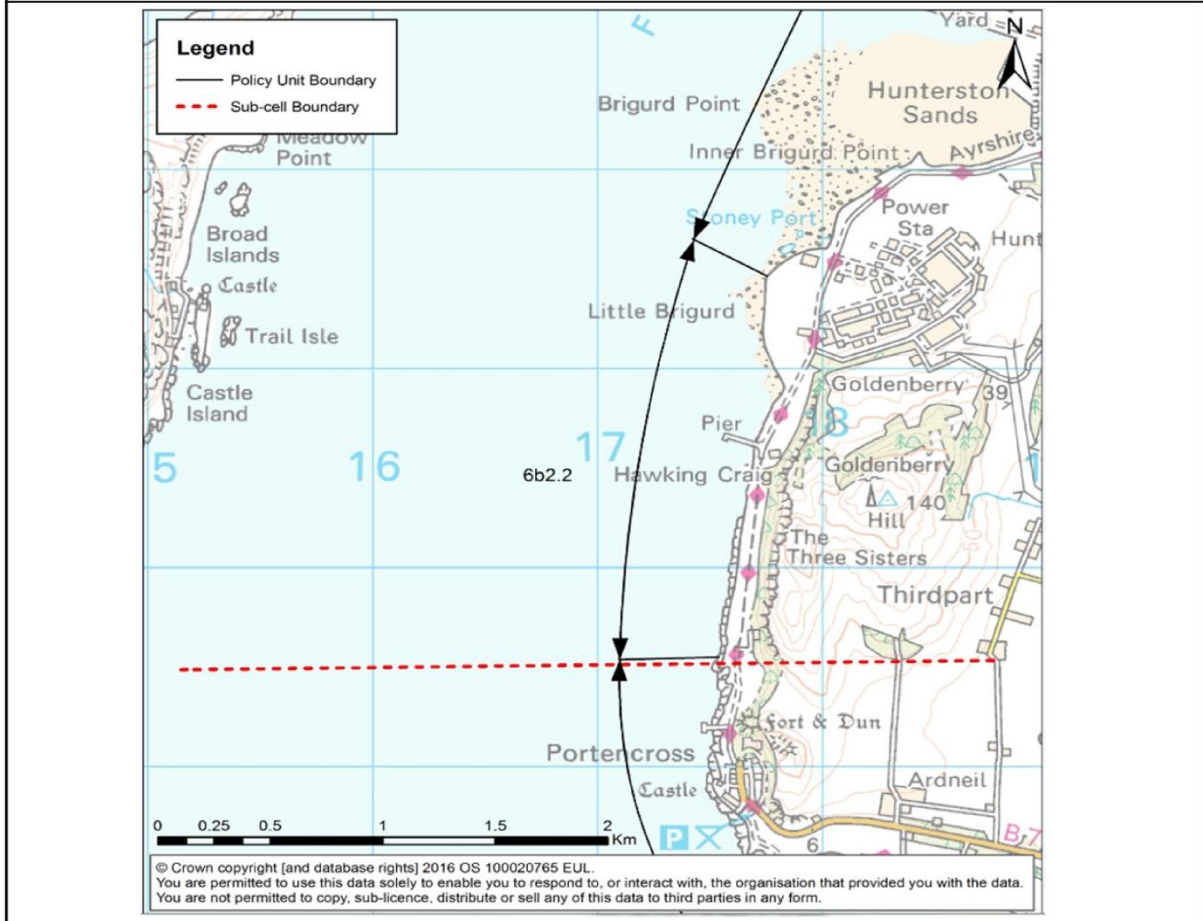 Legend
Policy Unit Boundary
Sub-cell Boundary
Yard
N
F
Hunterston
Sands
Brigurd Point
Meadow
Point
Inner Brigurd Point
Ayrshire
Power
Sta
Stoney Port
Hunt
Broad
Islands
Castle
Little Brigurd
Trail Isle
Castle
Island
Goldenberry
39
Pier
18
17
16
5
1
6b2.2
Hawking Craig
Goldenberry
Hill
140
The
Three Sisters
Thirdpart
Fort & Dun
Portencross
Castle
Ardneil
B 7
P
6
0 0.25 0.5 1 1.5 2
Km
© Crown copyright [and database rights] 2016 OS 100020765 EUL.
You are permitted to use this data solely to enable you to respond to, or interact with, the organisation that provided you with the data.
You are not permitted to copy, sub-licence, distribute or sell any of this data to third parties in any form.